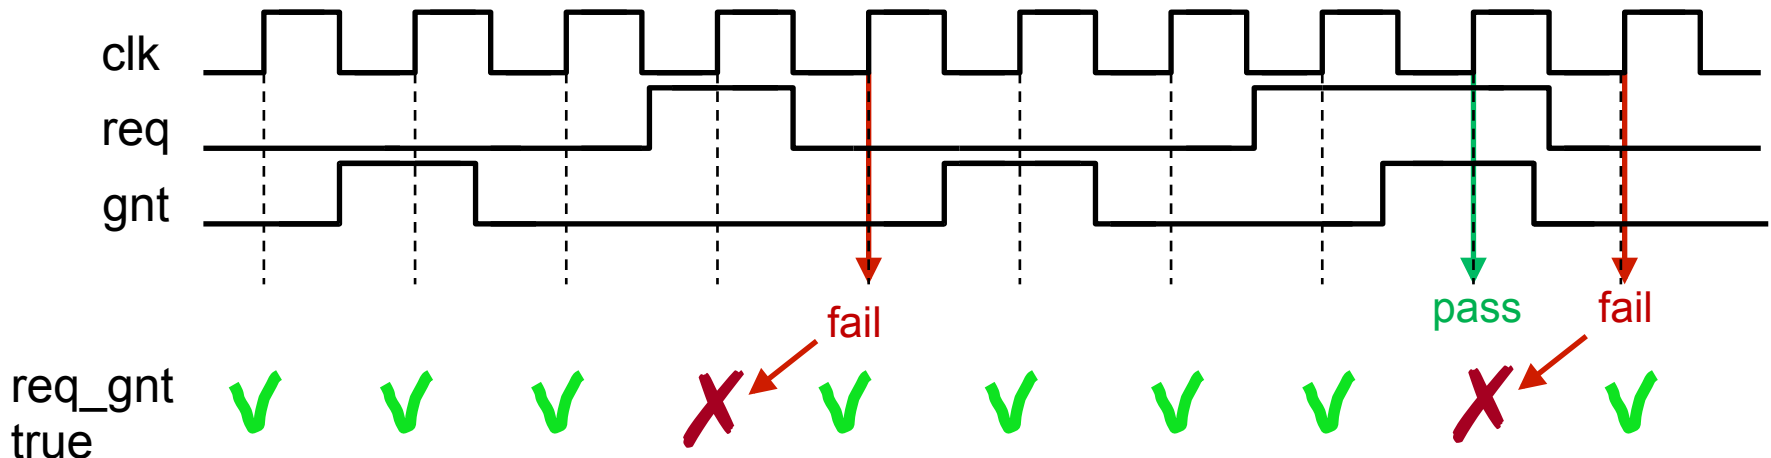 clk
req
gnt
fail
pass
fail
req_gnt
true